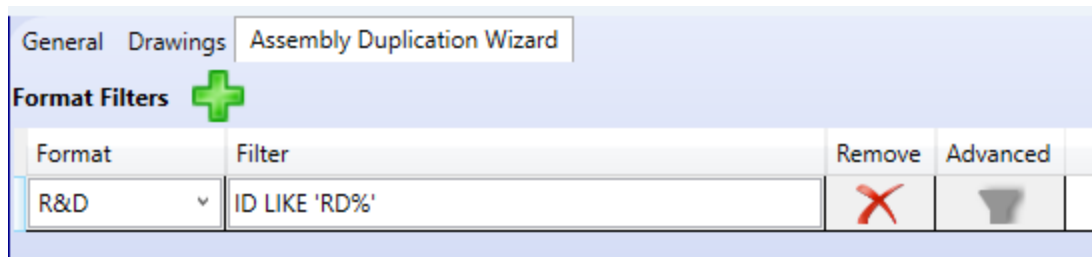 General Drawings Assembly Duplication Wizard
Format Filters
Format Filter Remove Advanced
R&D ID LIKE 'RD%'